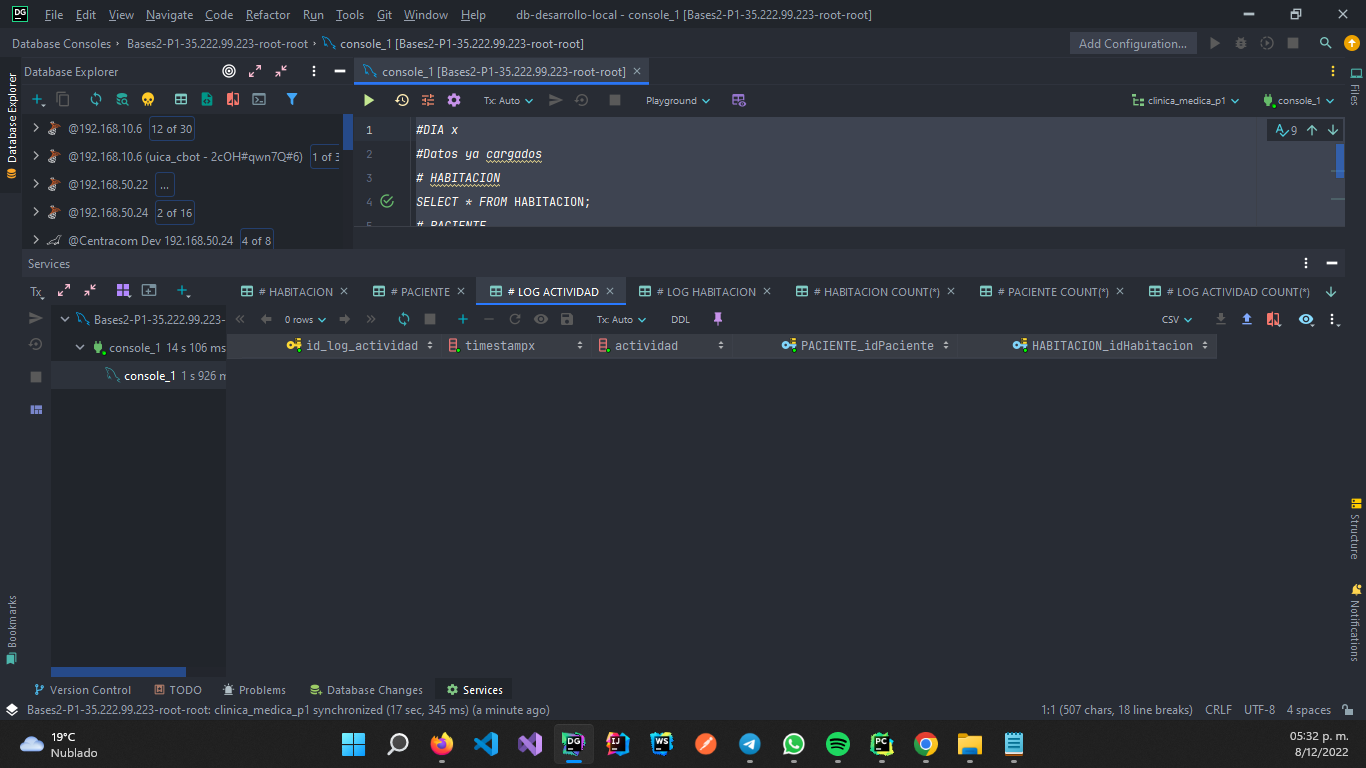 DG File Edit View Navigate Code Refactor Run Tools Git Window Help db-desarrollo-local - console_1 [Bases2-P1-35.222.99.223-root-root]
Database Consoles Bases2-P1-35.222.99.223-root-root console_1 [Bases2-P1-35.222.99.223-root-root] Add Configuration...
Database Explorer console_1 [Bases2-P1-35.222.99.223-root-root]
Tx: Auto Playground clinica_medica_p1 console_1
Database Explorer
Files
@192.168.10.6 12 of 30
@192.168.10.6 (uica_cbot - 2cOH#qwn7Q#6) 1 of 3
@192.168.50.22 ...
@192.168.50.24 2 of 16
@Centracom Dev 192.168.50.24 4 of 8
1 #DIA x 9
2 #Datos ya cargados
3 # HABITACION
4 SELECT * FROM HABITACION;
5 # PACIENTE
Services
Tx # HABITACION # PACIENTE # LOG ACTIVIDAD # LOG HABITACION # HABITACION COUNT(*) # PACIENTE COUNT(*) # LOG ACTIVIDAD COUNT(*)
Bases2-P1-35.222.99.223- 0 rows Tx: Auto DDL CSV
console_1 14 s 106 ms id_log_actividad timestampx actividad PACIENTE_idPaciente HABITACION_idHabitacion
console_1 1 s 926 m
Structure
Notifications
Bookmarks
Version Control TODO Problems Database Changes Services
Bases2-P1-35.222.99.223-root-root: clinica_medica_p1 synchronized (17 sec, 345 ms) (a minute ago) 1:1 (507 chars, 18 line breaks) CRLF UTF-8 4 spaces
19°C
Nublado
DG IJ WS PC
05:32 p. m.
8/12/2022